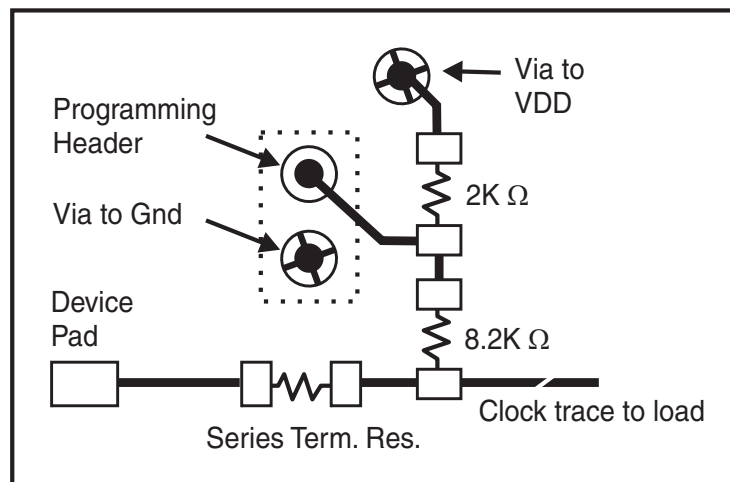 Via to
VDD
Programming
Header
2K Ω
Via to Gnd
Device
Pad
8.2K Ω
Clock trace to load
Series Term. Res.